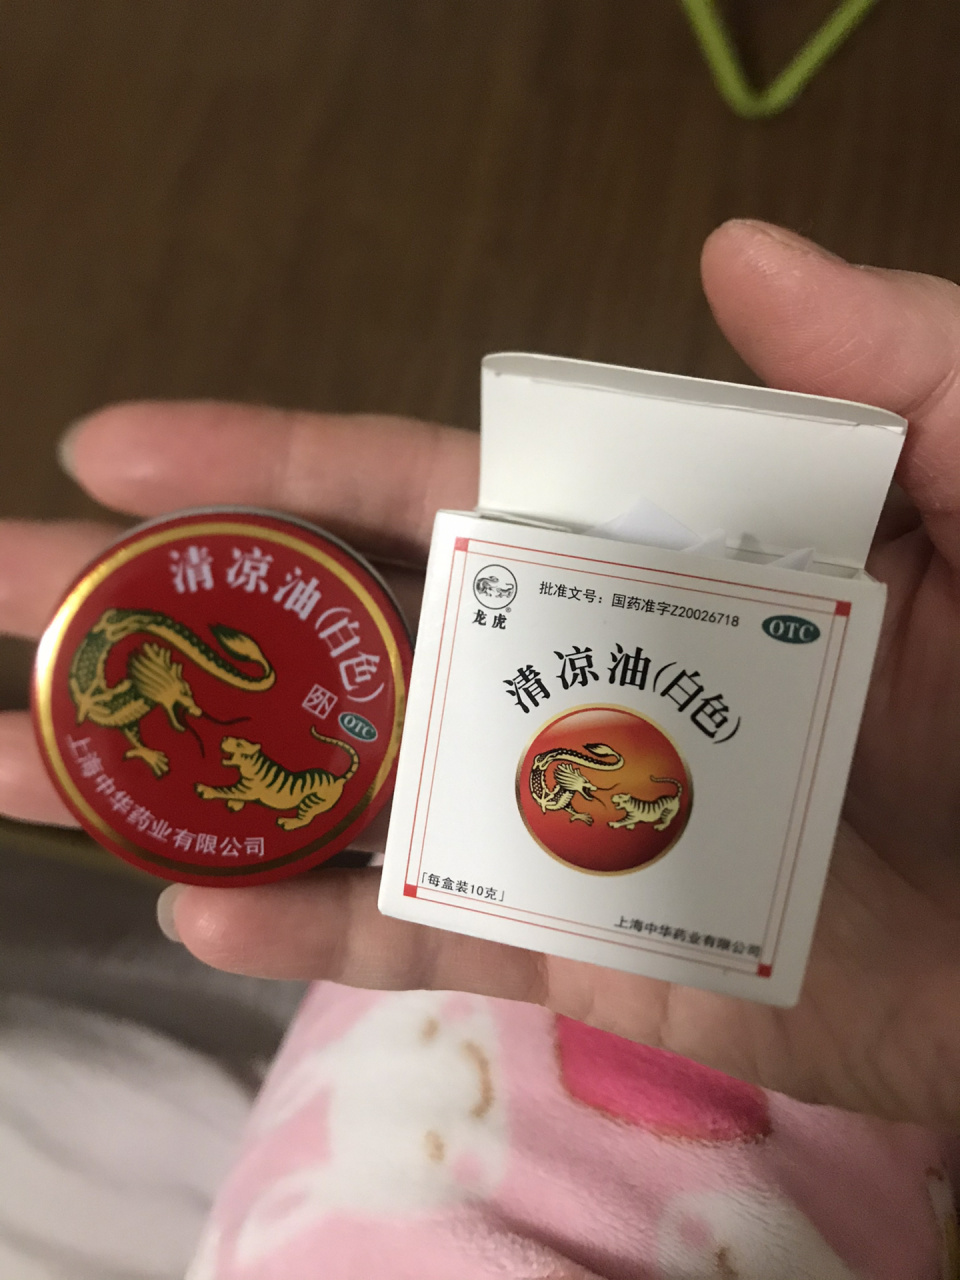 清凉油(白色)
外
OTC
上海中华药业有限公司
龙虎®
批准文号：国药准字Z20026718
OTC
清凉油(白色)
「每盒装10克」
上海中华药业有限公司